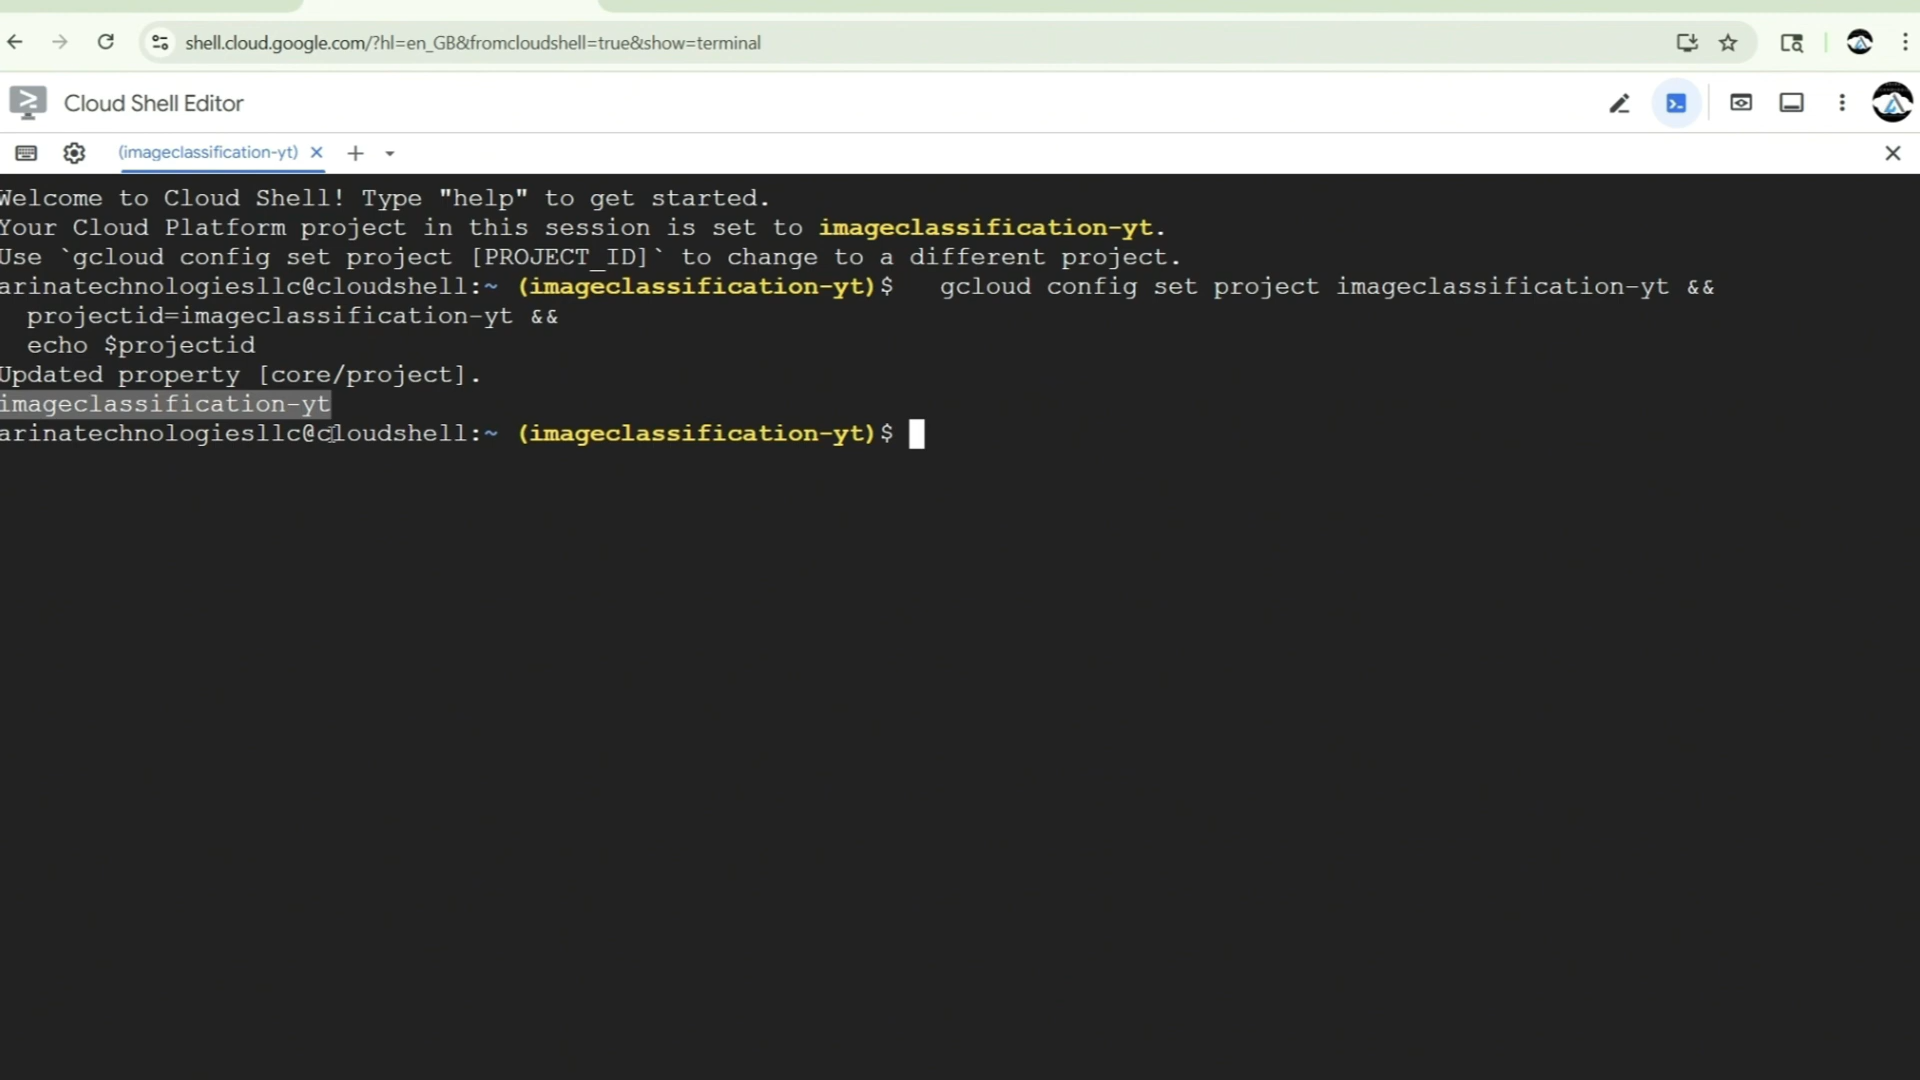 shell.cloud.google.com/?hl=en_GB&fromcloudshell=true&show=terminal
Cloud Shell Editor
(imageclassification-yt)
Welcome to Cloud Shell! Type "help" to get started.
Your Cloud Platform project in this session is set to imageclassification-yt.
Use `gcloud config set project [PROJECT_ID]` to change to a different project.
arinatechnologiesllc@cloudshell:~ (imageclassification-yt)$   gcloud config set project imageclassification-yt &&
  projectid=imageclassification-yt &&
  echo $projectid
Updated property [core/project].
imageclassification-yt
arinatechnologiesllc@cloudshell:~ (imageclassification-yt)$